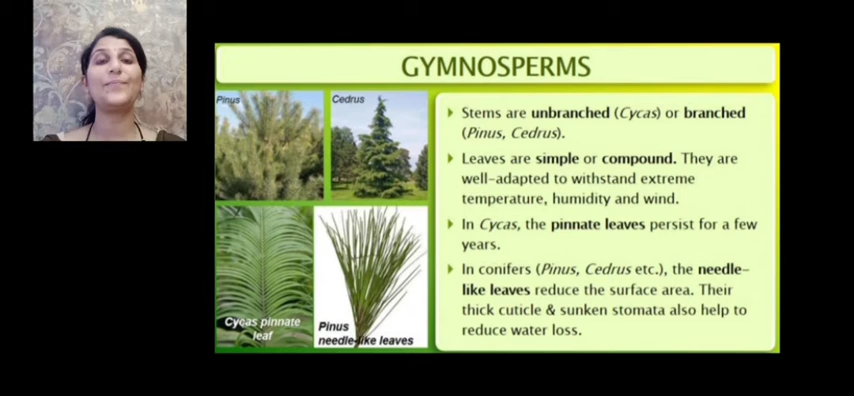 GYMNOSPERMS
Pinus
Cedrus
Cycas pinnate
leaf
Pinus
needle-like leaves
Stems are unbranched (Cycas) or branched
(Pinus, Cedrus).
Leaves are simple or compound. They are
well-adapted to withstand extreme
temperature, humidity and wind.
In Cycas, the pinnate leaves persist for a few
years.
In conifers (Pinus, Cedrus etc.), the needle-
like leaves reduce the surface area. Their
thick cuticle & sunken stomata also help to
reduce water loss.